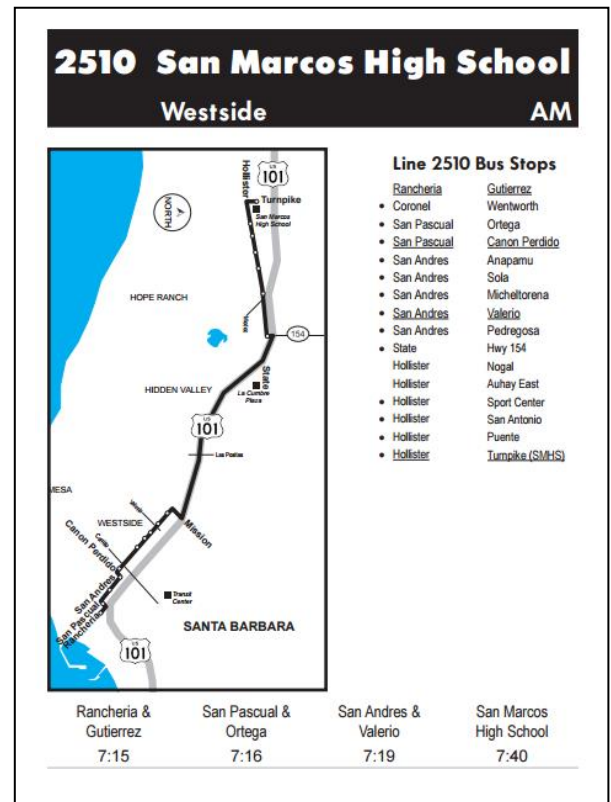 2510 San Marcos High School
Westside AM
US
101
Hollister
Turnpike
San Marcos
High School
NORTH
HOPE RANCH
154
State
La Cumbre
Plaza
HIDDEN VALLEY
US
101
Las Positas
MESA
WESTSIDE
Mission
Canon Perdido
Carrillo
San Andres
San Pascual
Rancheria
Transit
Center
SANTA BARBARA
US
101
Line 2510 Bus Stops
Rancheria Gutierrez
• Coronel Wentworth
• San Pascual Ortega
• San Pascual Canon Perdido
• San Andres Anapamu
• San Andres Sola
• San Andres Micheltorena
• San Andres Valerio
• San Andres Pedregosa
• State Hwy 154
Hollister Nogal
Hollister Auhay East
• Hollister Sport Center
• Hollister San Antonio
• Hollister Puente
• Hollister Turnpike (SMHS)
Rancheria & San Pascual & San Andres & San Marcos
Gutierrez Ortega Valerio High School
7:15 7:16 7:19 7:40